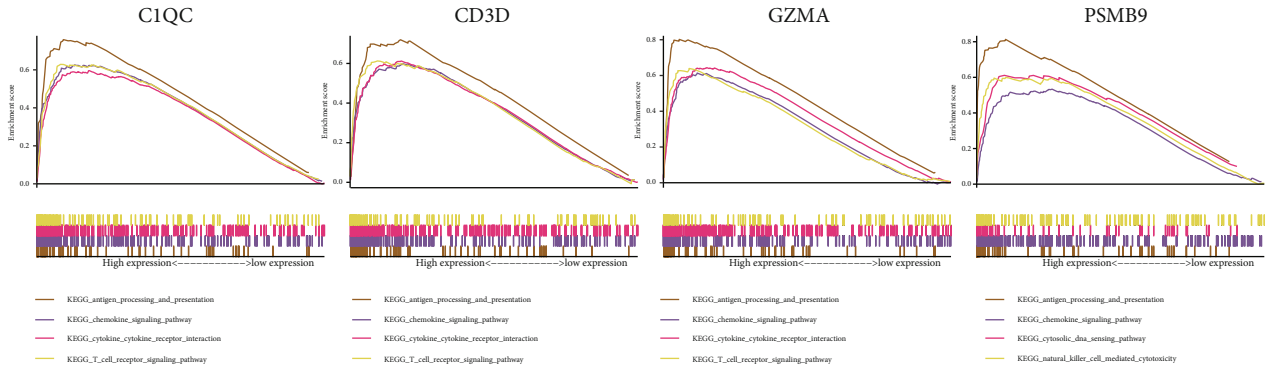 C1QC
Enrichment score
0.6
0.4
0.2
0.0
High expression<----------->low expression
KEGG_antigen_processing_and_presentation
KEGG_chemokine_signaling_pathway
KEGG_cytokine_cytokine_receptor_interaction
KEGG_T_cell_receptor_signaling_pathway
CD3D
Enrichment score
0.6
0.4
0.2
0.0
High expression<----------->low expression
KEGG_antigen_processing_and_presentation
KEGG_chemokine_signaling_pathway
KEGG_cytokine_cytokine_receptor_interaction
KEGG_T_cell_receptor_signaling_pathway
GZMA
Enrichment score
0.8
0.6
0.4
0.2
0.0
High expression<----------->low expression
KEGG_antigen_processing_and_presentation
KEGG_chemokine_signaling_pathway
KEGG_cytokine_cytokine_receptor_interaction
KEGG_T_cell_receptor_signaling_pathway
PSMB9
Enrichment score
0.8
0.6
0.4
0.2
0.0
High expression<----------->low expression
KEGG_antigen_processing_and_presentation
KEGG_chemokine_signaling_pathway
KEGG_cytosolic_dna_sensing_pathway
KEGG_natural_killer_cell_mediated_cytotoxicity